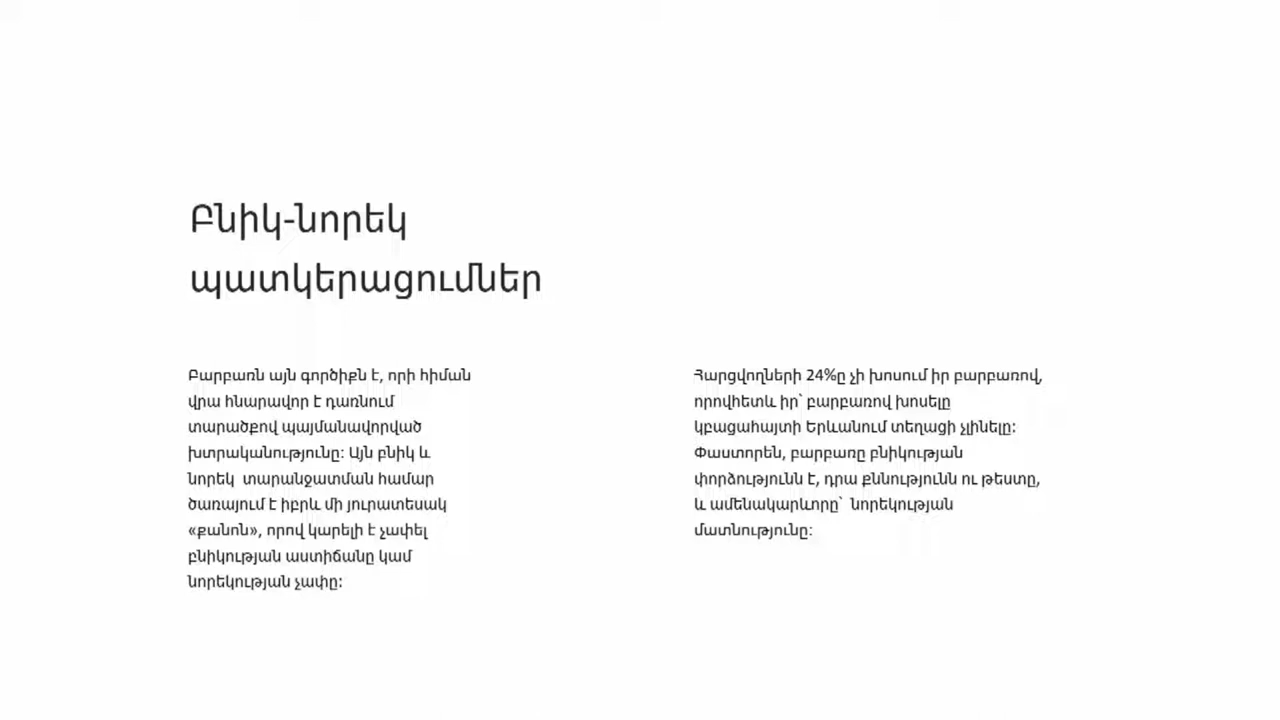 Բնիկ-նորեկ
պատկերացումներ
Բարբառն այն գործիքն է, որի հիման
վրա հնարավոր է դառնում
տարածքով պայմանավորված
խտրականությունը: Այն բնիկ և
նորեկ  տարանջատման համար
ծառայում է իբրև մի յուրատեսակ
«քանոն», որով կարելի է չափել
բնիկության աստիճանը կամ
նորեկության չափը:
Հարցվողների 24%ը չի խոսում իր բարբառով,
որովհետև իր՝ բարբառով խոսելը
կբացահայտի Երևանում տեղացի չլինելը:
Փաստորեն, բարբառը բնիկության
փորձությունն է, դրա քննությունն ու թեստը,
և ամենակարևորը՝  նորեկության
մատնությունը: